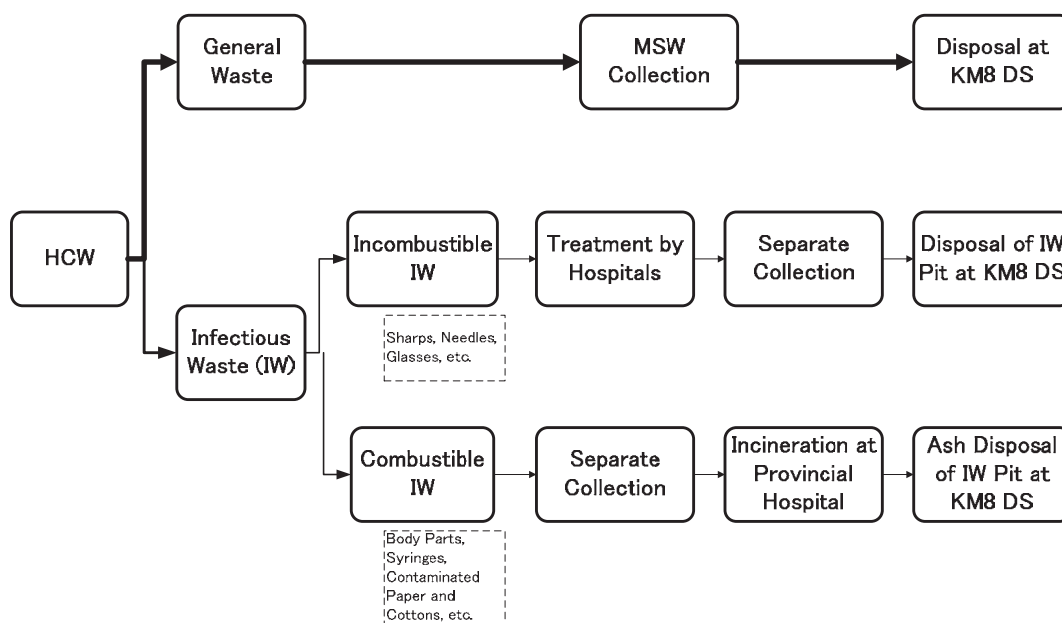 General
Waste
MSW
Collection
Disposal at
KM8 DS
HCW
Incombustible
IW
Treatment by
Hospitals
Separate
Collection
Disposal of IW
Pit at KM8 DS
Sharps, Needles,
Glasses, etc.
Infectious
Waste (IW)
Combustible
IW
Separate
Collection
Incineration at
Provincial
Hospital
Ash Disposal
of IW Pit at
KM8 DS
Body Parts,
Syringes,
Contaminated
Paper and
Cottons, etc.